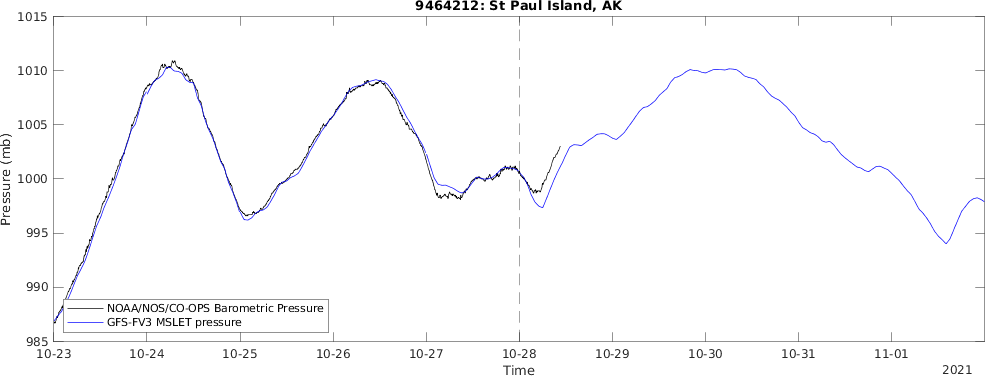 9464212: St Paul Island, AK
Pressure (mb)
1015
1010
1005
1000
995
990
985
NOAA/NOS/CO-OPS Barometric Pressure
GFS-FV3 MSLET pressure
10-23 10-24 10-25 10-26 10-27 10-28 10-29 10-30 10-31 11-01
Time
2021